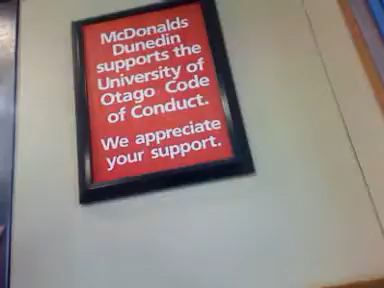 McDonalds
Dunedin
supports the
University of
Otago Code
of Conduct.
We appreciate
your support.